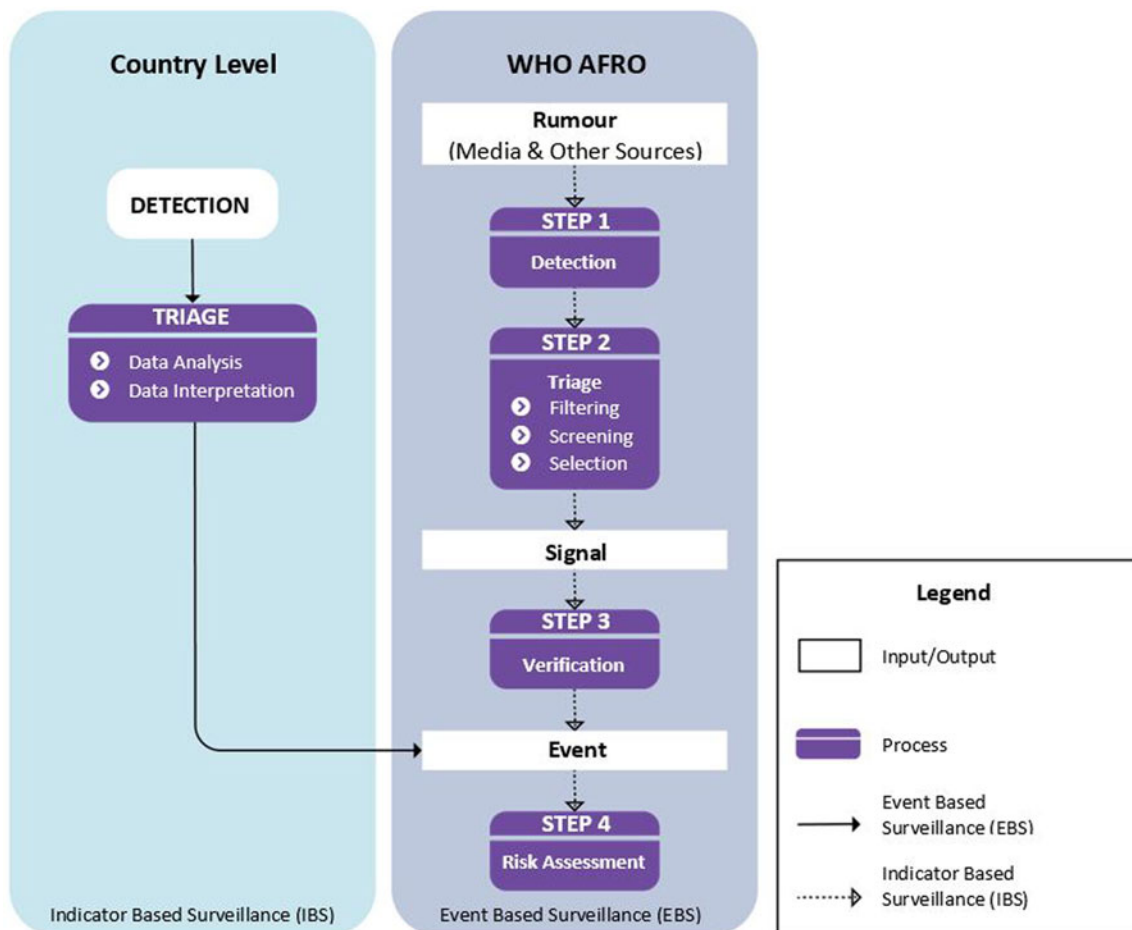 Country Level
DETECTION
TRIAGE
Data Analysis
Data Interpretation
Indicator Based Surveillance (IBS)
WHO AFRO
Rumour
(Media & Other Sources)
STEP 1
Detection
STEP 2
Triage
Filtering
Screening
Selection
Signal
STEP 3
Verification
Event
STEP 4
Risk Assessment
Event Based Surveillance (EBS)
Legend
Input/Output
Process
Event Based
Surveillance (EBS)
Indicator Based
Surveillance (IBS)